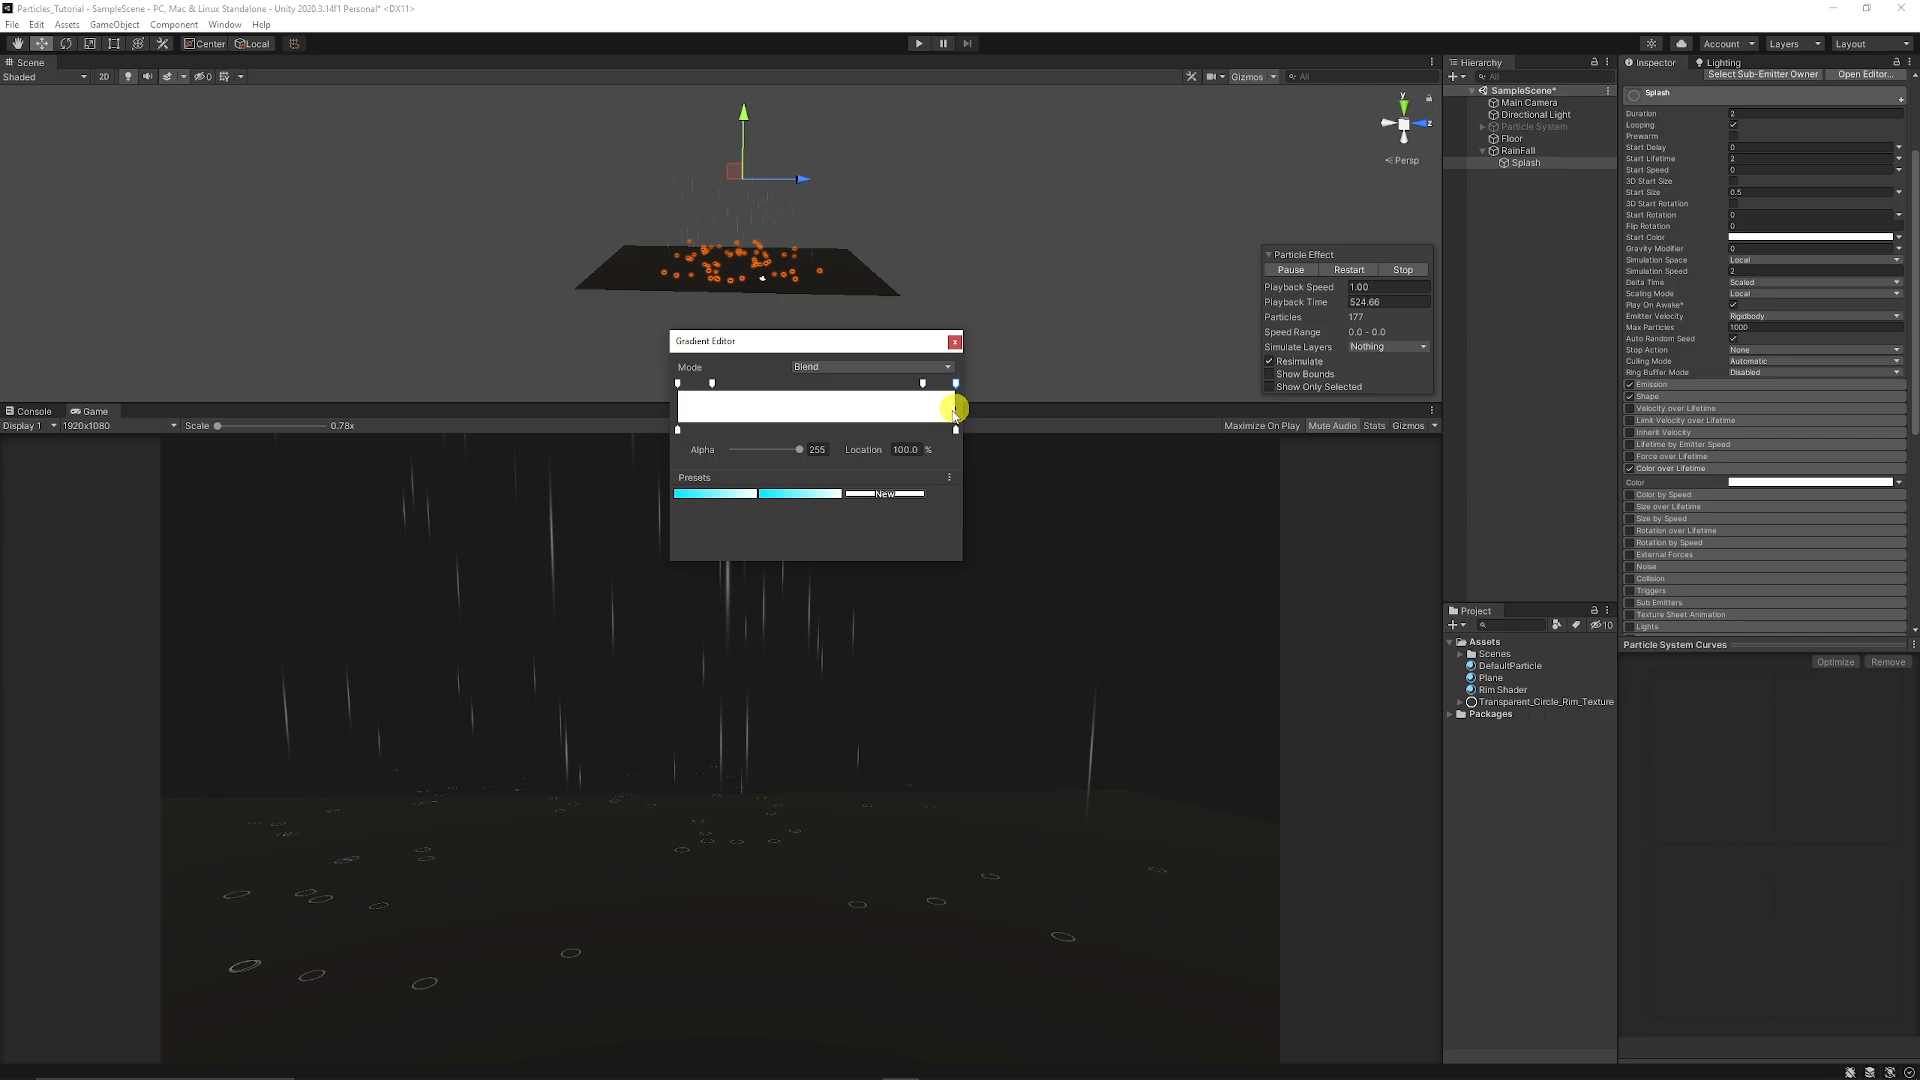 Particles_Tutorial - SampleScene - PC, Mac & Linux Standalone - Unity 2020.3.14f1 Personal* <DX11>
File Edit Assets GameObject Component Window Help
Center Local
Account Layers Layout
Scene
Shaded 2D 0 Gizmos All
y
z
Persp
Particle Effect
Pause Restart Stop
Playback Speed 1.00
Playback Time 524.66
Particles 177
Speed Range 0.0 - 0.0
Simulate Layers Nothing
Resimulate
Show Bounds
Show Only Selected
Gradient Editor x
Mode Blend
Alpha 255 Location 100.0 %
Presets
New
Console Game
Display 1 1920x1080 Scale 0.78x Maximize On Play Mute Audio Stats Gizmos
Hierarchy
All
SampleScene*
Main Camera
Directional Light
Particle System
Floor
RainFall
Splash
Project
10
Assets
Scenes
DefaultParticle
Plane
Rim Shader
Transparent_Circle_Rim_Texture
Packages
Inspector Lighting
Select Sub-Emitter Owner Open Editor...
Splash
Duration 2
Looping
Prewarm
Start Delay 0
Start Lifetime 2
Start Speed 0
3D Start Size
Start Size 0.5
3D Start Rotation
Start Rotation 0
Flip Rotation 0
Start Color
Gravity Modifier 0
Simulation Space Local
Simulation Speed 2
Delta Time Scaled
Scaling Mode Local
Play On Awake*
Emitter Velocity Rigidbody
Max Particles 1000
Auto Random Seed
Stop Action None
Culling Mode Automatic
Ring Buffer Mode Disabled
Emission
Shape
Velocity over Lifetime
Limit Velocity over Lifetime
Inherit Velocity
Lifetime by Emitter Speed
Force over Lifetime
Color over Lifetime
Color
Color by Speed
Size over Lifetime
Size by Speed
Rotation over Lifetime
Rotation by Speed
External Forces
Noise
Collision
Triggers
Sub Emitters
Texture Sheet Animation
Lights
Particle System Curves
Optimize Remove